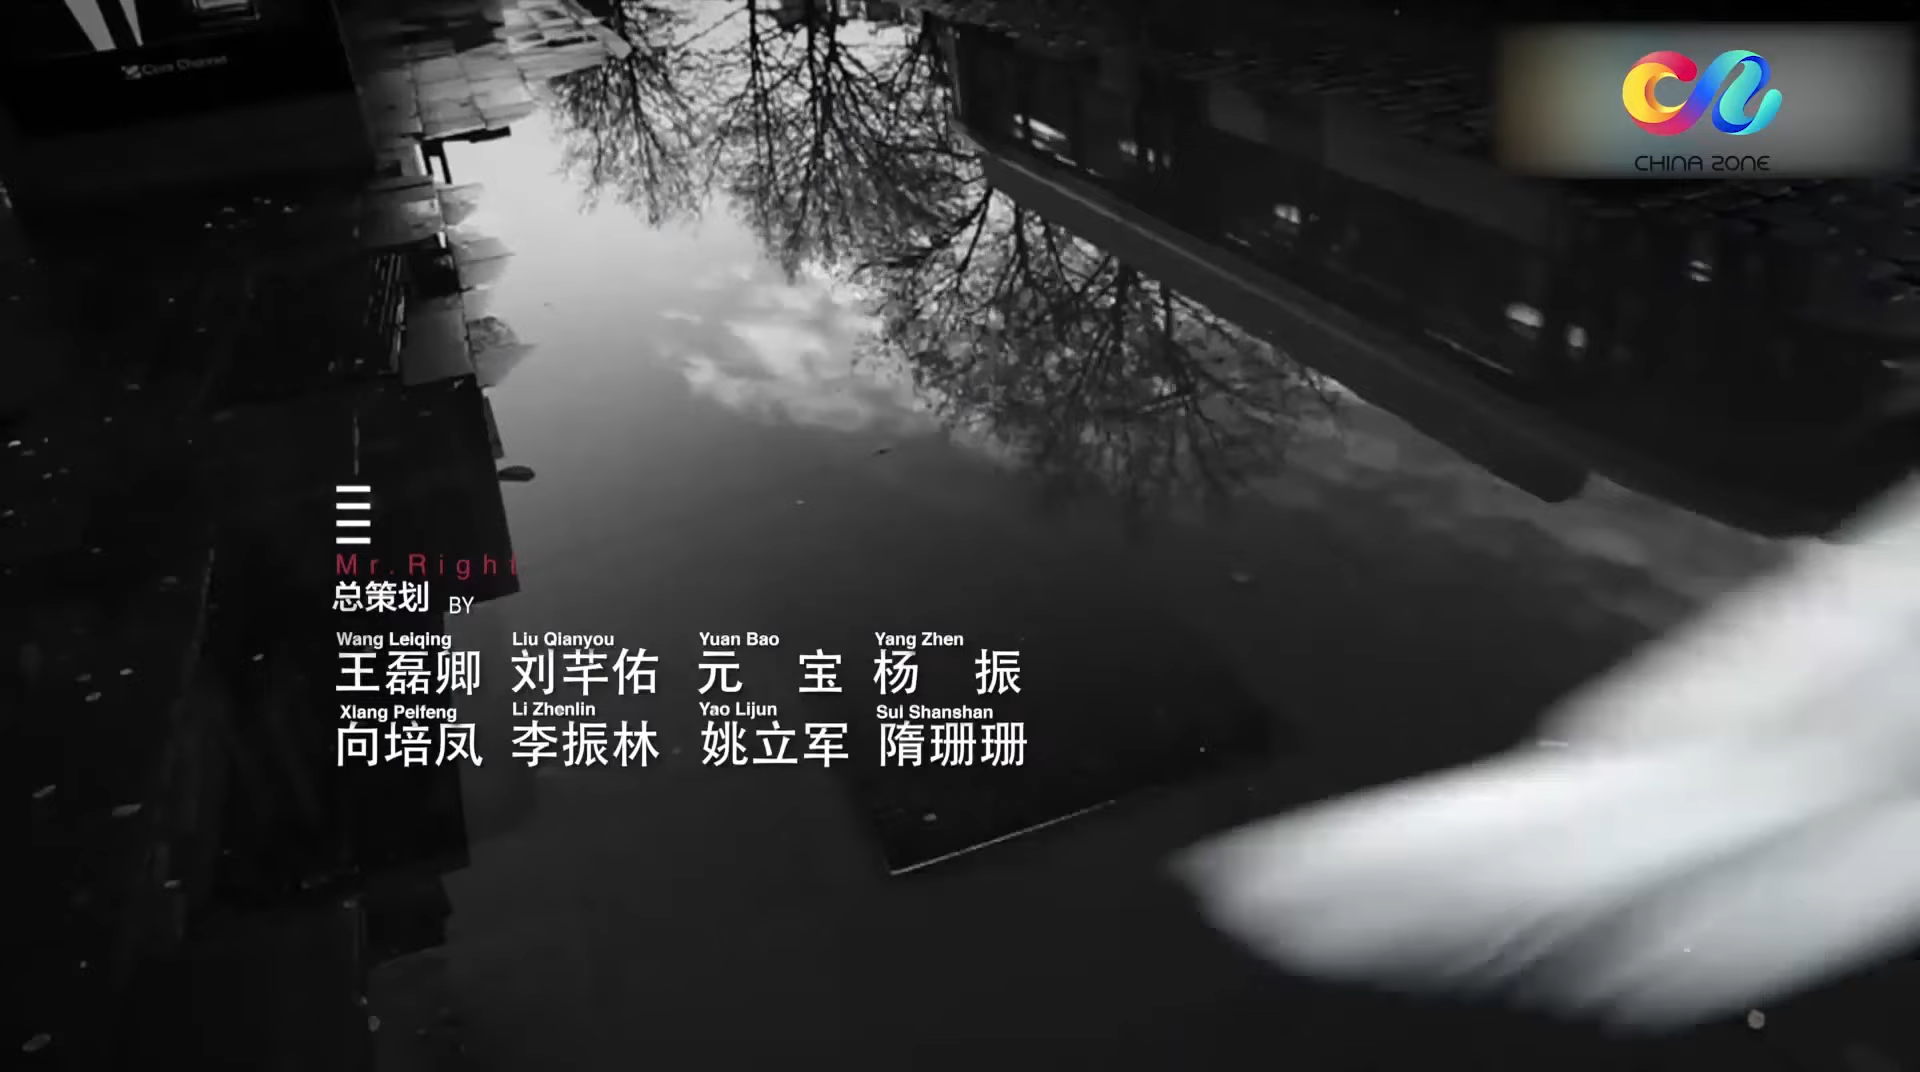 Core Channel
CHINA ZONE
Mr.Right
总策划 BY
Wang Leiqing Liu Qianyou Yuan Bao Yang Zhen
王磊卿 刘芊佑 元宝 杨振
Xiang Peifeng Li Zhenlin Yao Lijun Sui Shanshan
向培凤 李振林 姚立军 隋珊珊